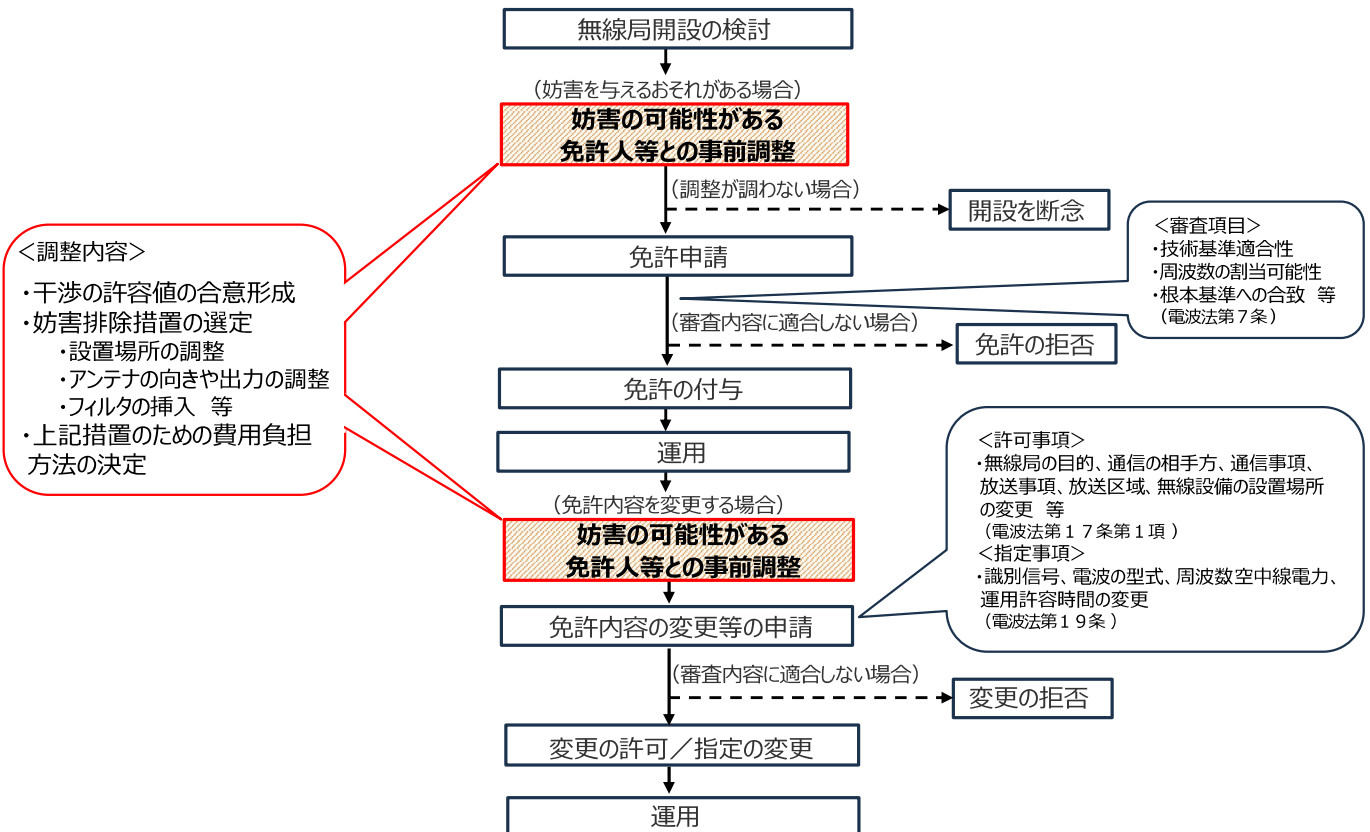 無線局開設の検討
（妨害を与えるおそれがある場合）
妨害の可能性がある
免許人等との事前調整
（調整が調わない場合）
開設を断念
＜調整内容＞
・干渉の許容値の合意形成
・妨害排除措置の選定
・設置場所の調整
・アンテナの向きや出力の調整
・フィルタの挿入　等
・上記措置のための費用負担
方法の決定
免許申請
＜審査項目＞
・技術基準適合性
・周波数の割当可能性
・根本基準への合致　等
（電波法第７条）
（審査内容に適合しない場合）
免許の拒否
免許の付与
運用
（免許内容を変更する場合）
妨害の可能性がある
免許人等との事前調整
免許内容の変更等の申請
＜許可事項＞
・無線局の目的、通信の相手方、通信事項、
放送事項、放送区域、無線設備の設置場所
の変更　等
（電波法第１７条第１項）
＜指定事項＞
・識別信号、電波の型式、周波数空中線電力、
運用許容時間の変更
（電波法第１９条）
（審査内容に適合しない場合）
変更の拒否
変更の許可／指定の変更
運用